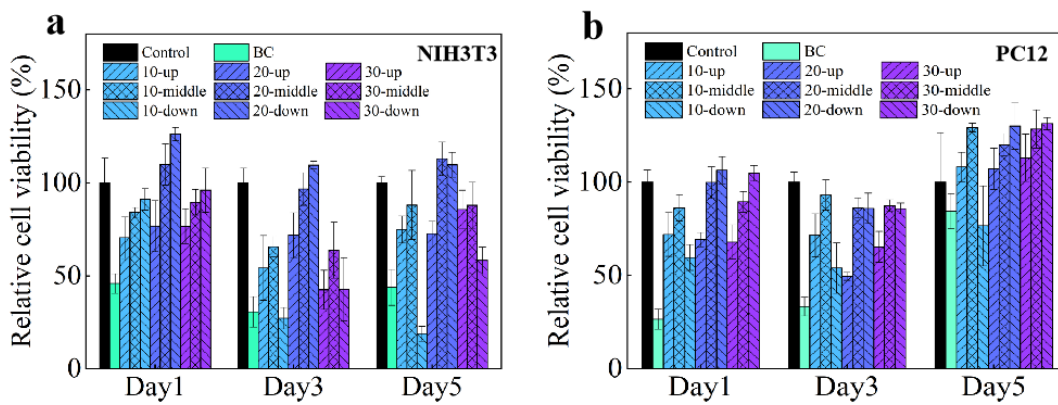 a
Control BC NIH3T3
10-up 20-up 30-up
10-middle 20-middle 30-middle
10-down 20-down 30-down
Relative cell viability (%)
150
100
50
0
Day1 Day3 Day5
b
Control BC PC12
10-up 20-up 30-up
10-middle 20-middle 30-middle
10-down 20-down 30-down
Relative cell viability (%)
150
100
50
0
Day1 Day3 Day5